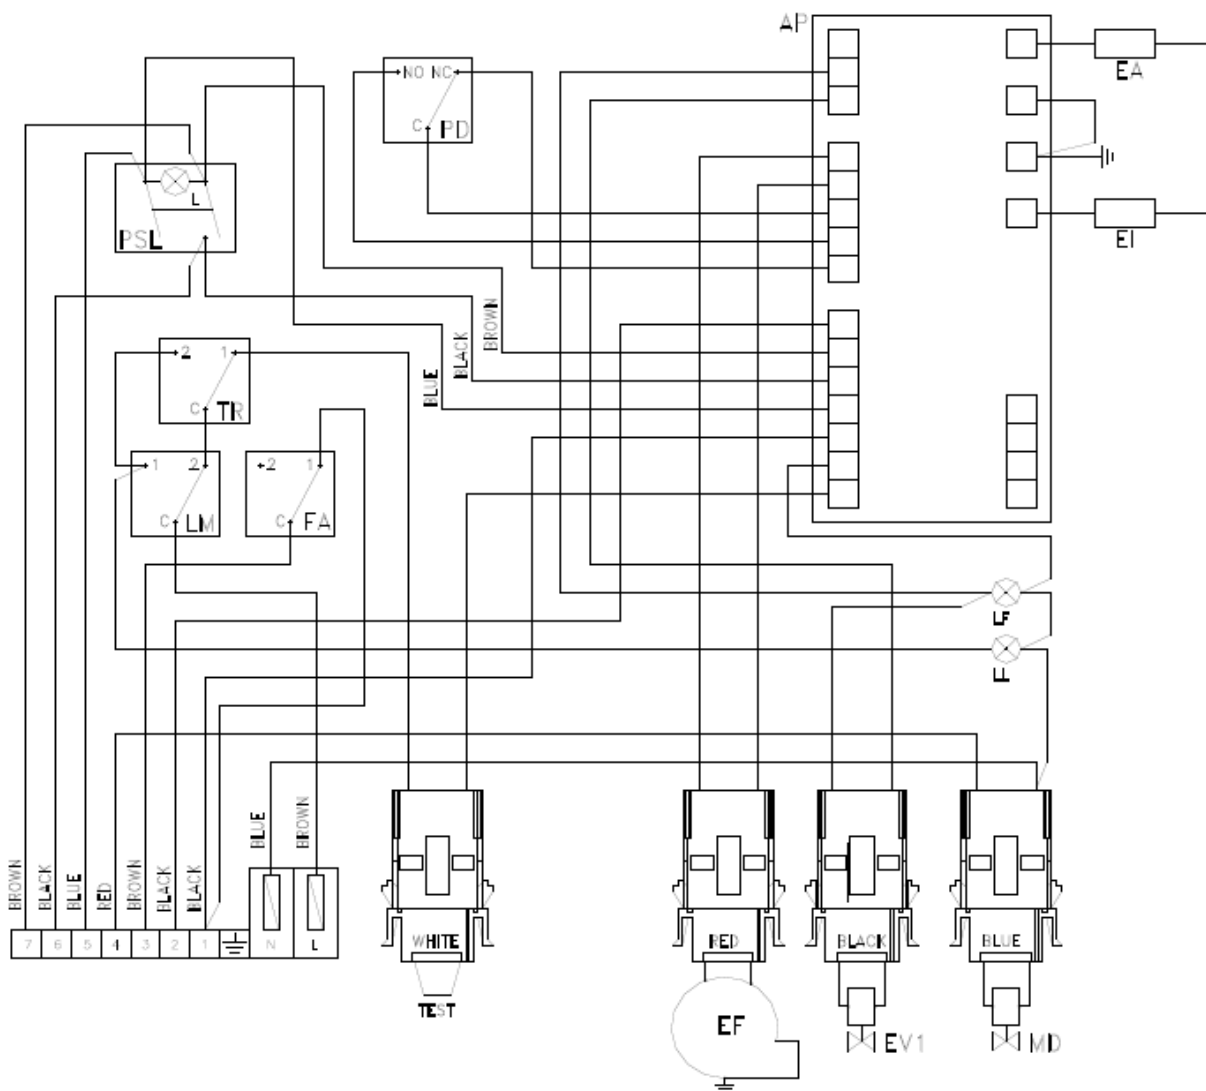 AP
NO NC
C PD
EA
L
PSL
EI
BROWN
BLACK
BLUE
2 1
C TR
1 2
C LM
2 1
C FA
LF
LL
BLUE
BROWN
BROWN
BLACK
BLUE
RED
BROWN
BLACK
BLACK
7 6 5 4 3 2 1 N L
WHITE
RED
BLACK
BLUE
TEST
EF
EV1
MD